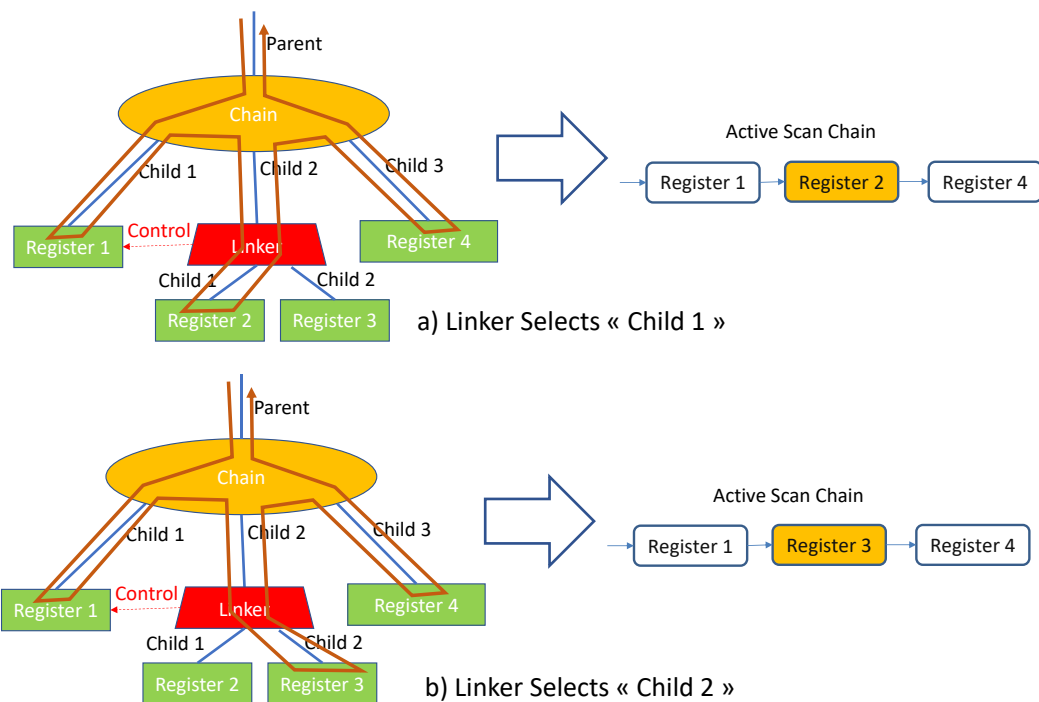 Parent
Chain
Active Scan Chain
Child 1
Child 2
Child 3
Register 1
Register 2
Register 4
Register 1
Control
Linker
Register 4
Child 1
Child 2
Register 2
Register 3
a) Linker Selects « Child 1 »
Parent
Chain
Active Scan Chain
Child 1
Child 2
Child 3
Register 1
Register 3
Register 4
Register 1
Control
Linker
Register 4
Child 1
Child 2
Register 2
Register 3
b) Linker Selects « Child 2 »